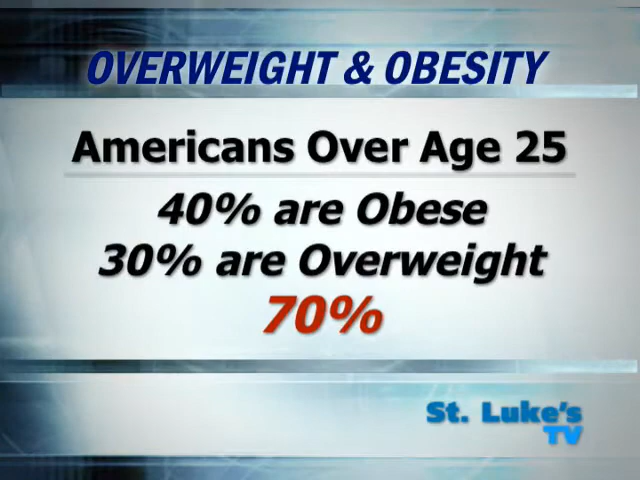 OVERWEIGHT & OBESITY
Americans Over Age 25
40% are Obese
30% are Overweight
70%
St. Luke's
TV